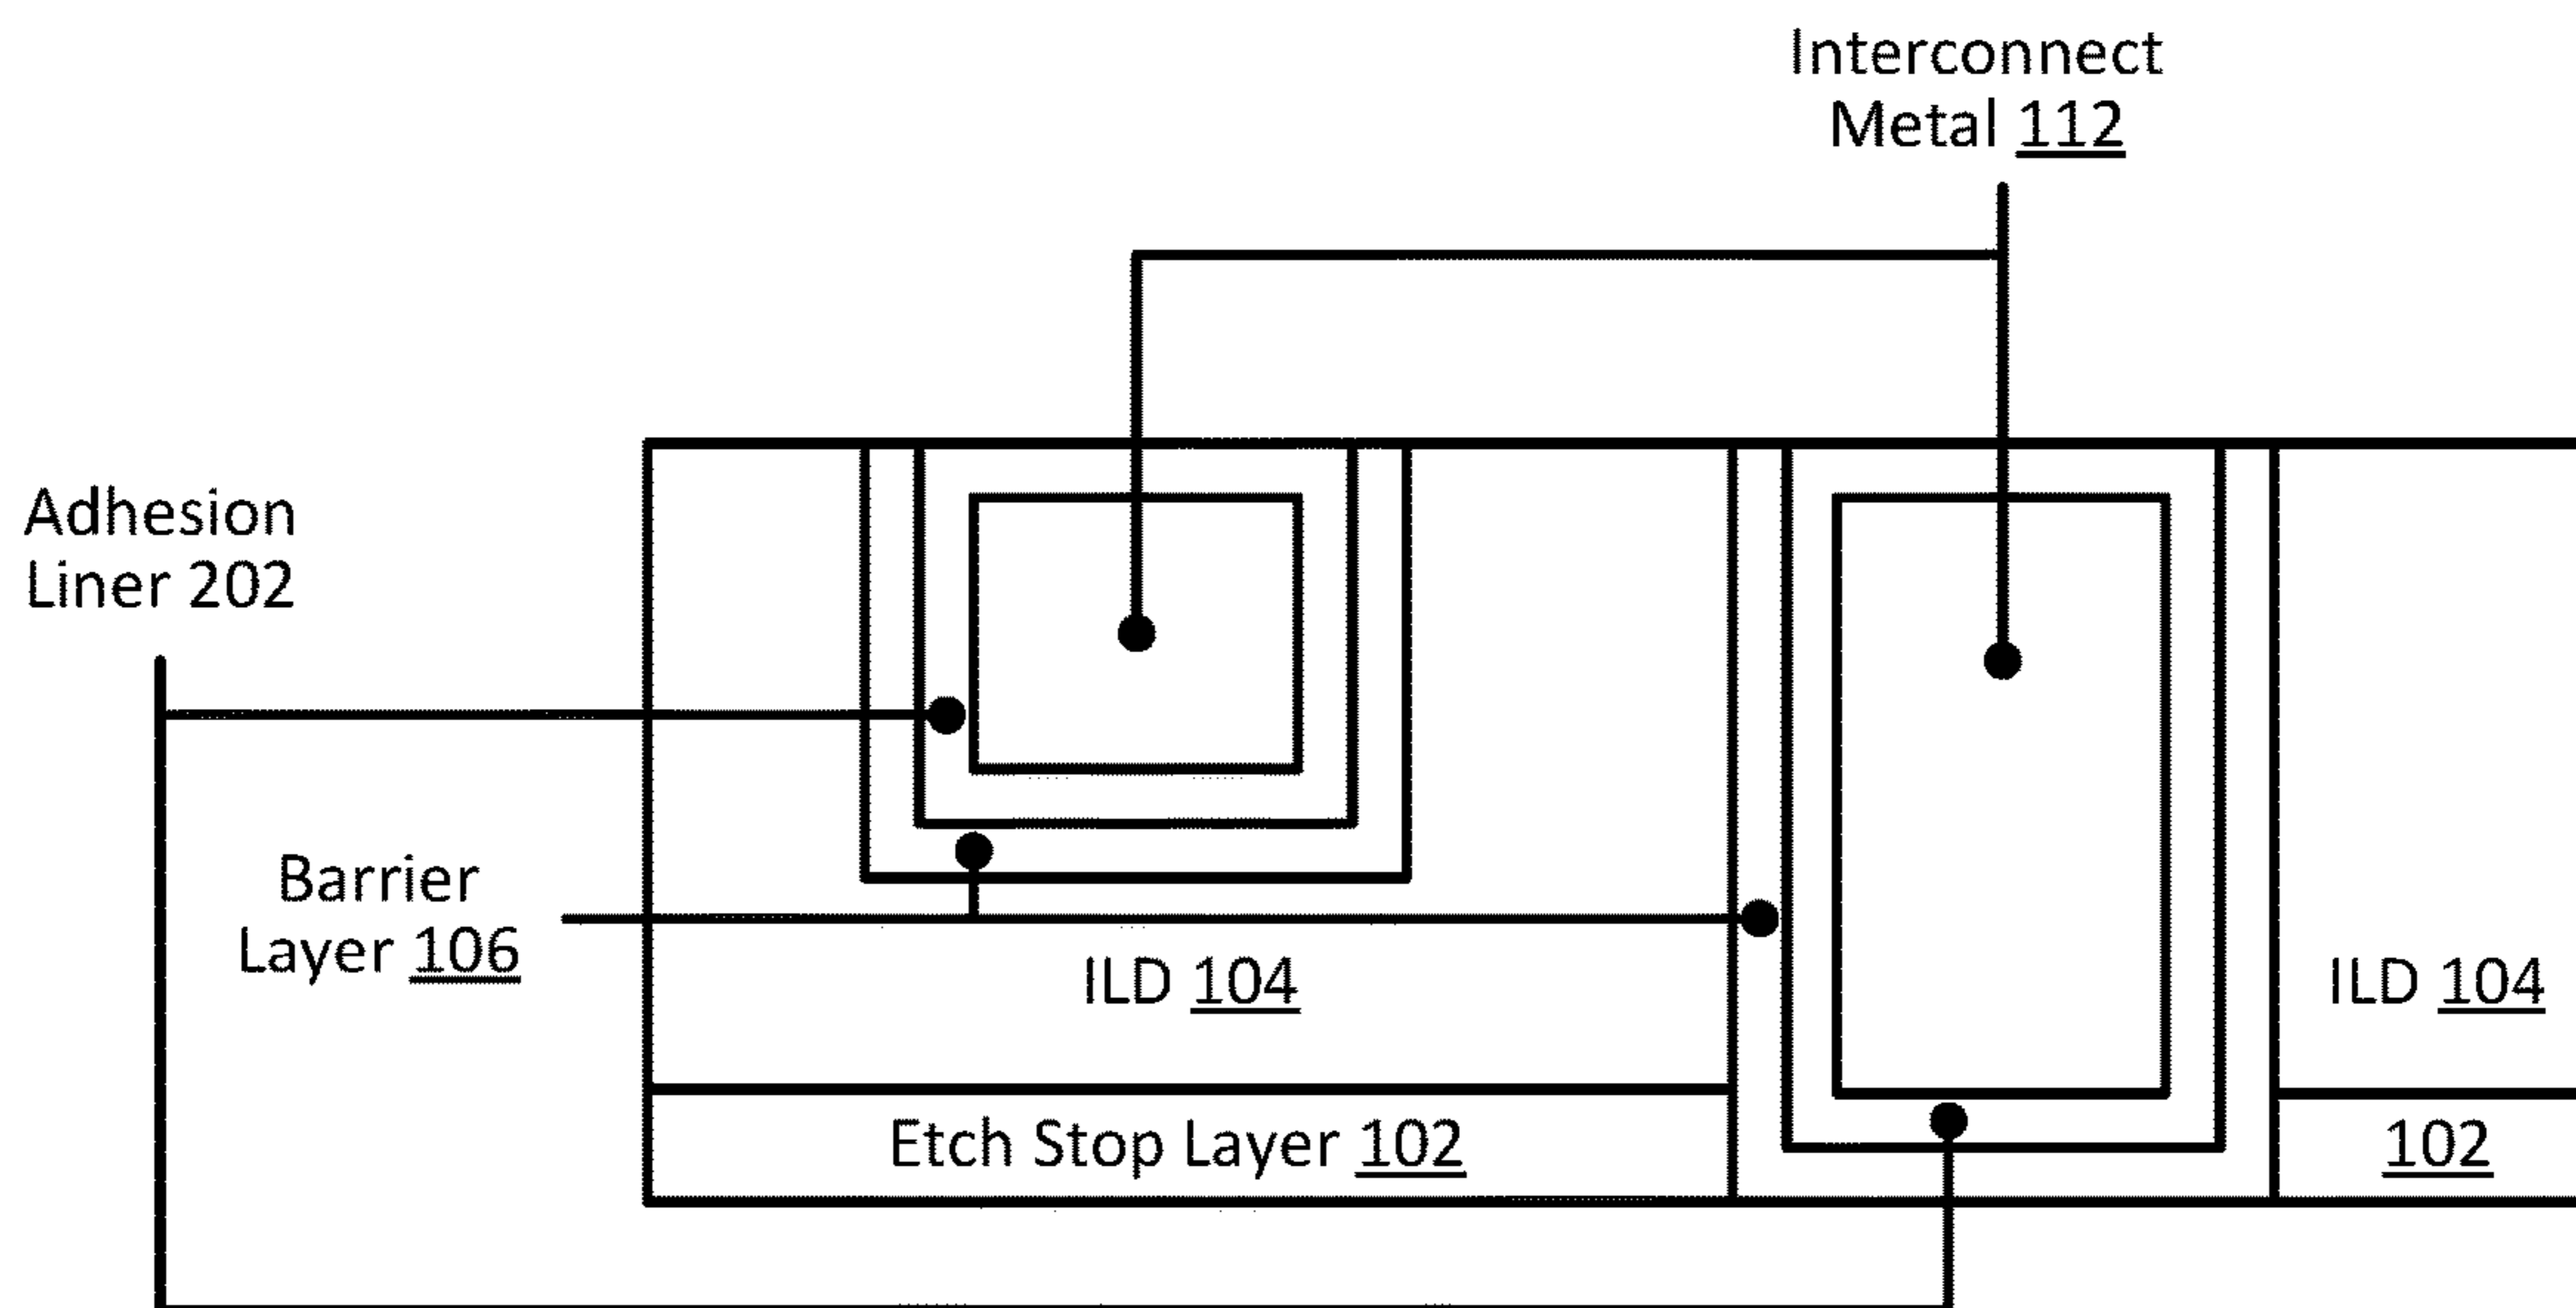 Interconnect
Metal 112
Adhesion
Liner 202
Barrier
Layer 106
ILD 104
ILD 104
Etch Stop Layer 102
102